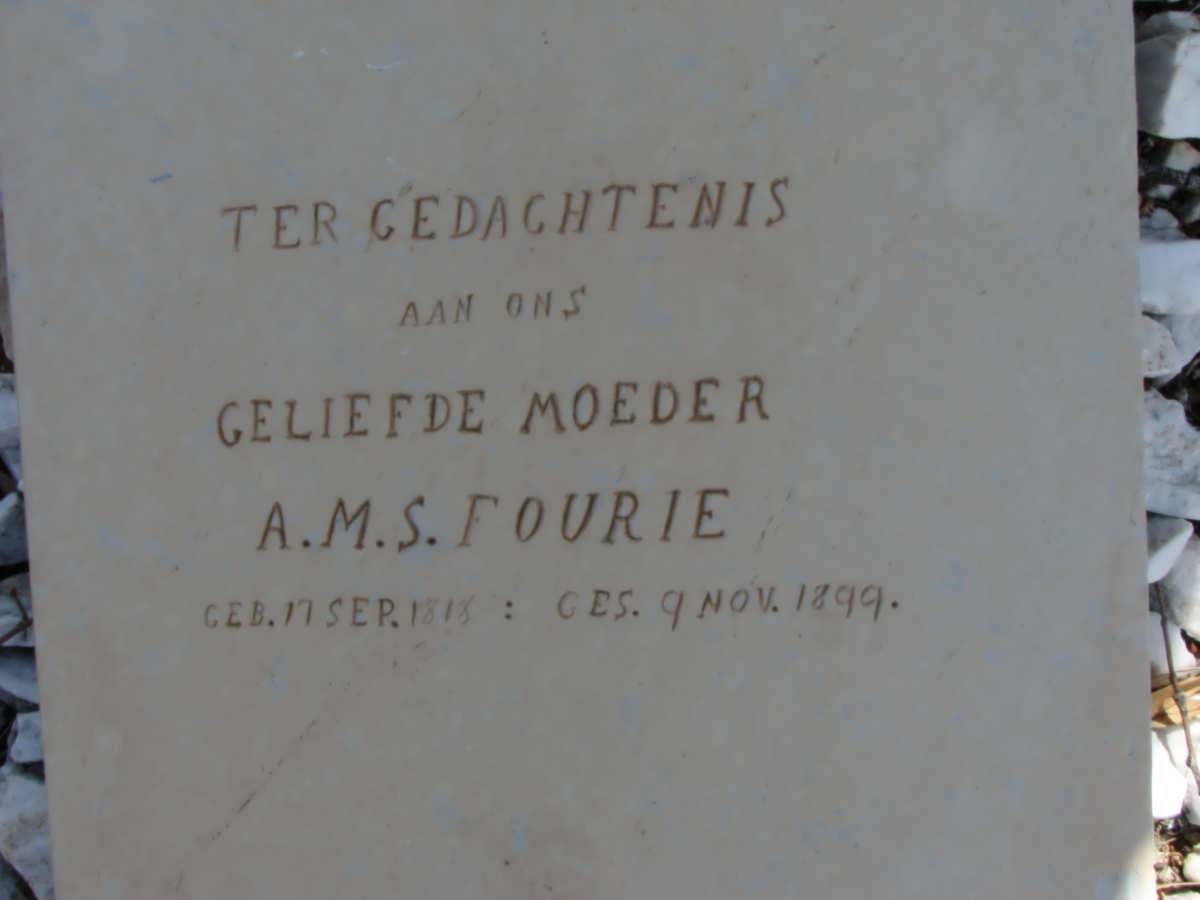 TER GEDACHTENIS
AAN ONS
GELIEFDE MOEDER
A.M.S. FOURIE
GEB. 17 SEP. 1818 : GES. 9 NOV. 1899.